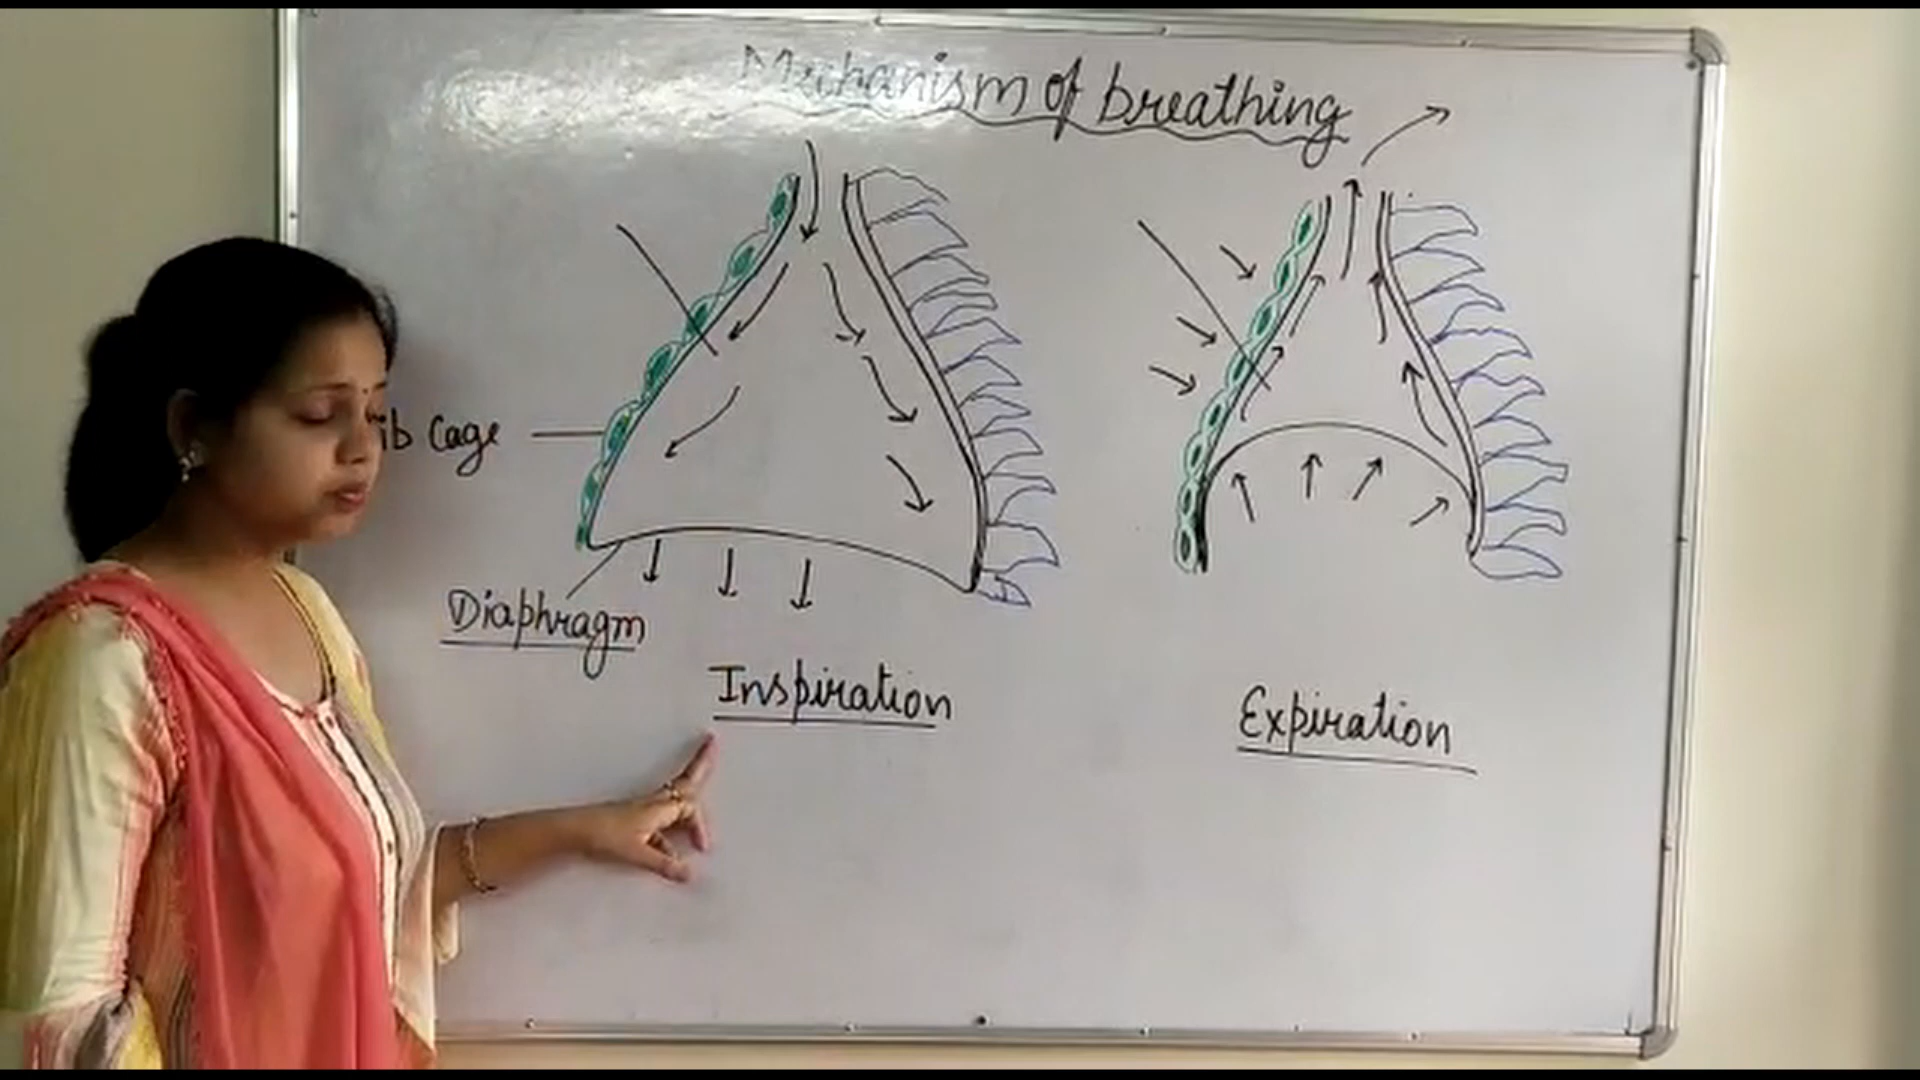 Mechanism of breathing
ib Cage
Diaphragm
Inspiration
Expiration